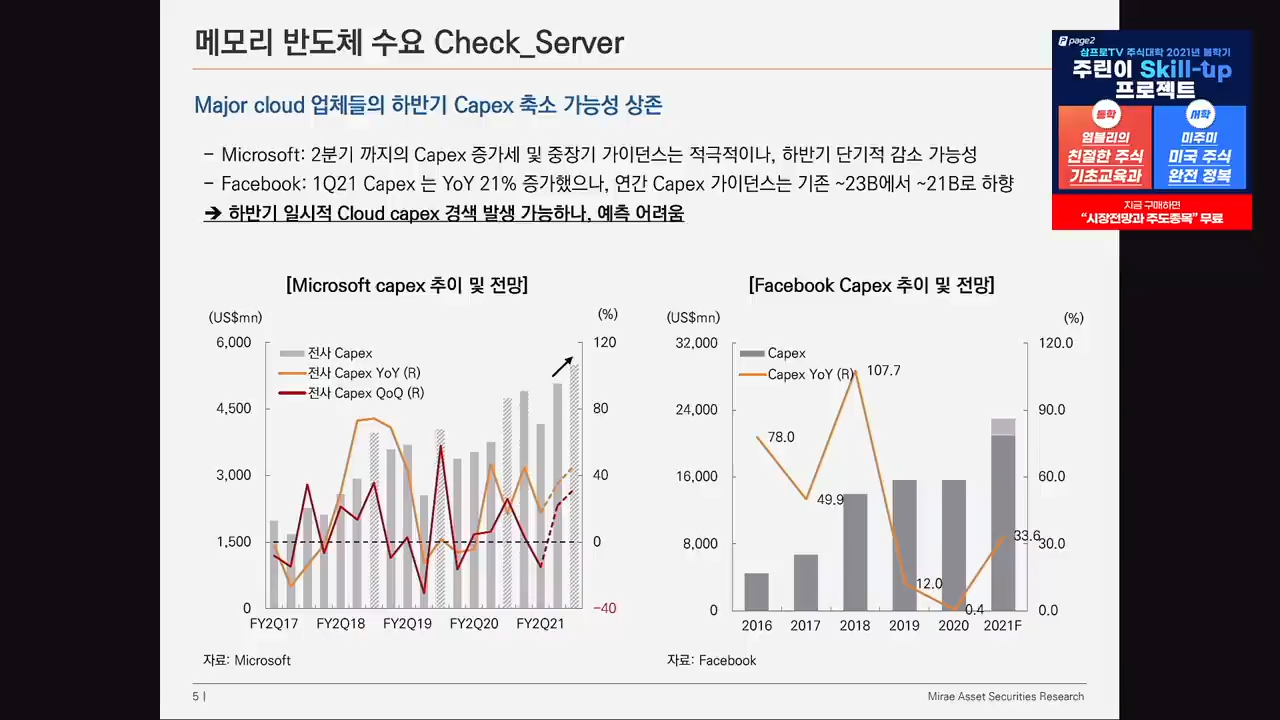 메모리 반도체 수요 Check_Server
Major cloud 업체들의 하반기 Capex 축소 가능성 상존
– Microsoft: 2분기 까지의 Capex 증가세 및 중장기 가이던스는 적극적이나, 하반기 단기적 감소 가능성
– Facebook: 1Q21 Capex 는 YoY 21% 증가했으나, 연간 Capex 가이던스는 기존 ~23B에서 ~21B로 하향
➔ 하반기 일시적 Cloud capex 경색 발생 가능하나, 예측 어려움
[Microsoft capex 추이 및 전망]
(US$mn)
(%)
6,000
4,500
3,000
1,500
0
120
80
40
0
−40
전사 Capex
전사 Capex YoY (R)
전사 Capex QoQ (R)
FY2Q17 FY2Q18 FY2Q19 FY2Q20 FY2Q21
자료: Microsoft
[Facebook Capex 추이 및 전망]
(US$mn)
(%)
32,000
24,000
16,000
8,000
0
120.0
90.0
60.0
30.0
0.0
Capex
Capex YoY (R)
78.0
49.9
107.7
12.0
0.4
33.6
2016 2017 2018 2019 2020 2021F
자료: Facebook
5 |
Mirae Asset Securities Research
page2
삼프로TV 주식대학 2021년 봄학기
주린이 Skill-up
프로젝트
동학
염블리의
친절한 주식
기초교육과
서학
미주미
미국 주식
완전 정복
지금 구매하면
“시장전망과 주도종목” 무료